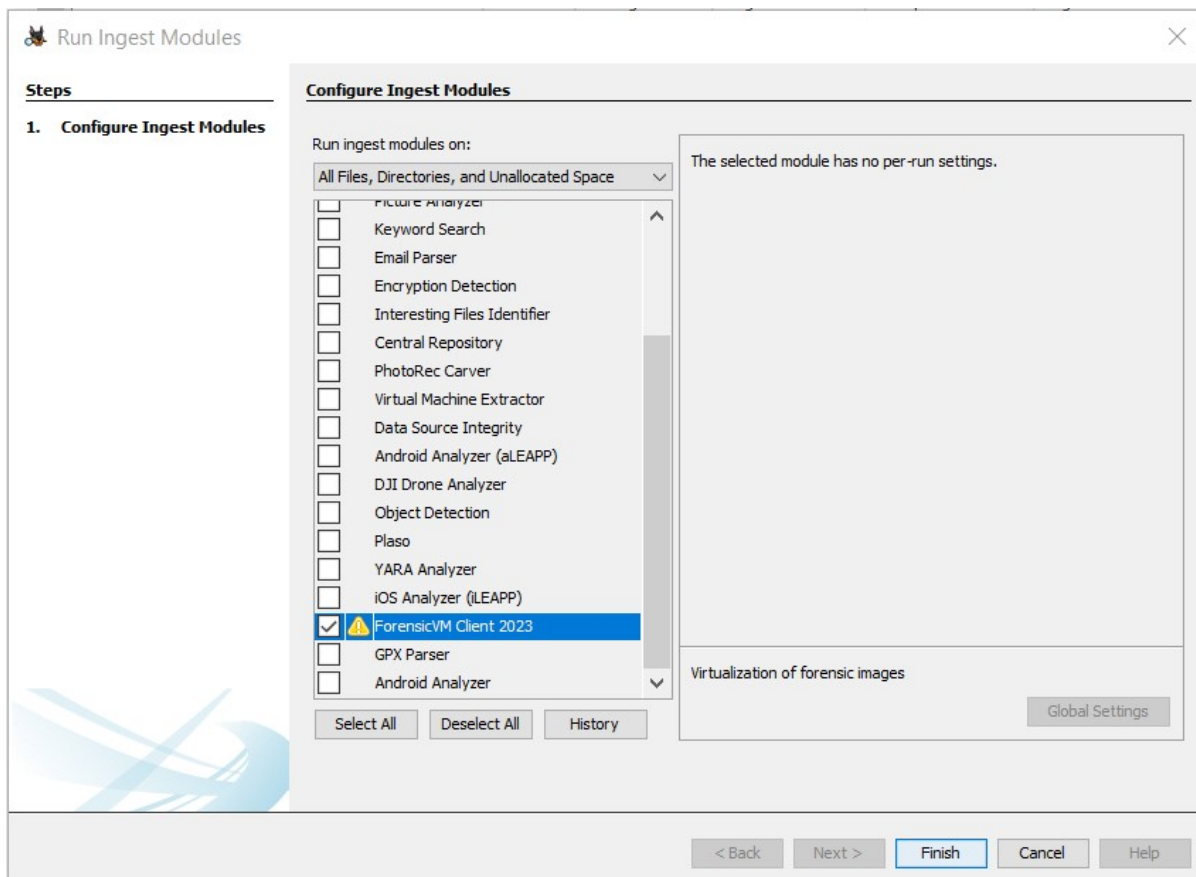 Run Ingest Modules
Steps
1. Configure Ingest Modules
Configure Ingest Modules
Run ingest modules on:
All Files, Directories, and Unallocated Space
Picture Analyzer
Keyword Search
Email Parser
Encryption Detection
Interesting Files Identifier
Central Repository
PhotoRec Carver
Virtual Machine Extractor
Data Source Integrity
Android Analyzer (aLEAPP)
DJI Drone Analyzer
Object Detection
Plaso
YARA Analyzer
iOS Analyzer (iLEAPP)
ForensicVM Client 2023
GPX Parser
Android Analyzer
Select All
Deselect All
History
The selected module has no per-run settings.
Virtualization of forensic images
Global Settings
< Back
Next >
Finish
Cancel
Help